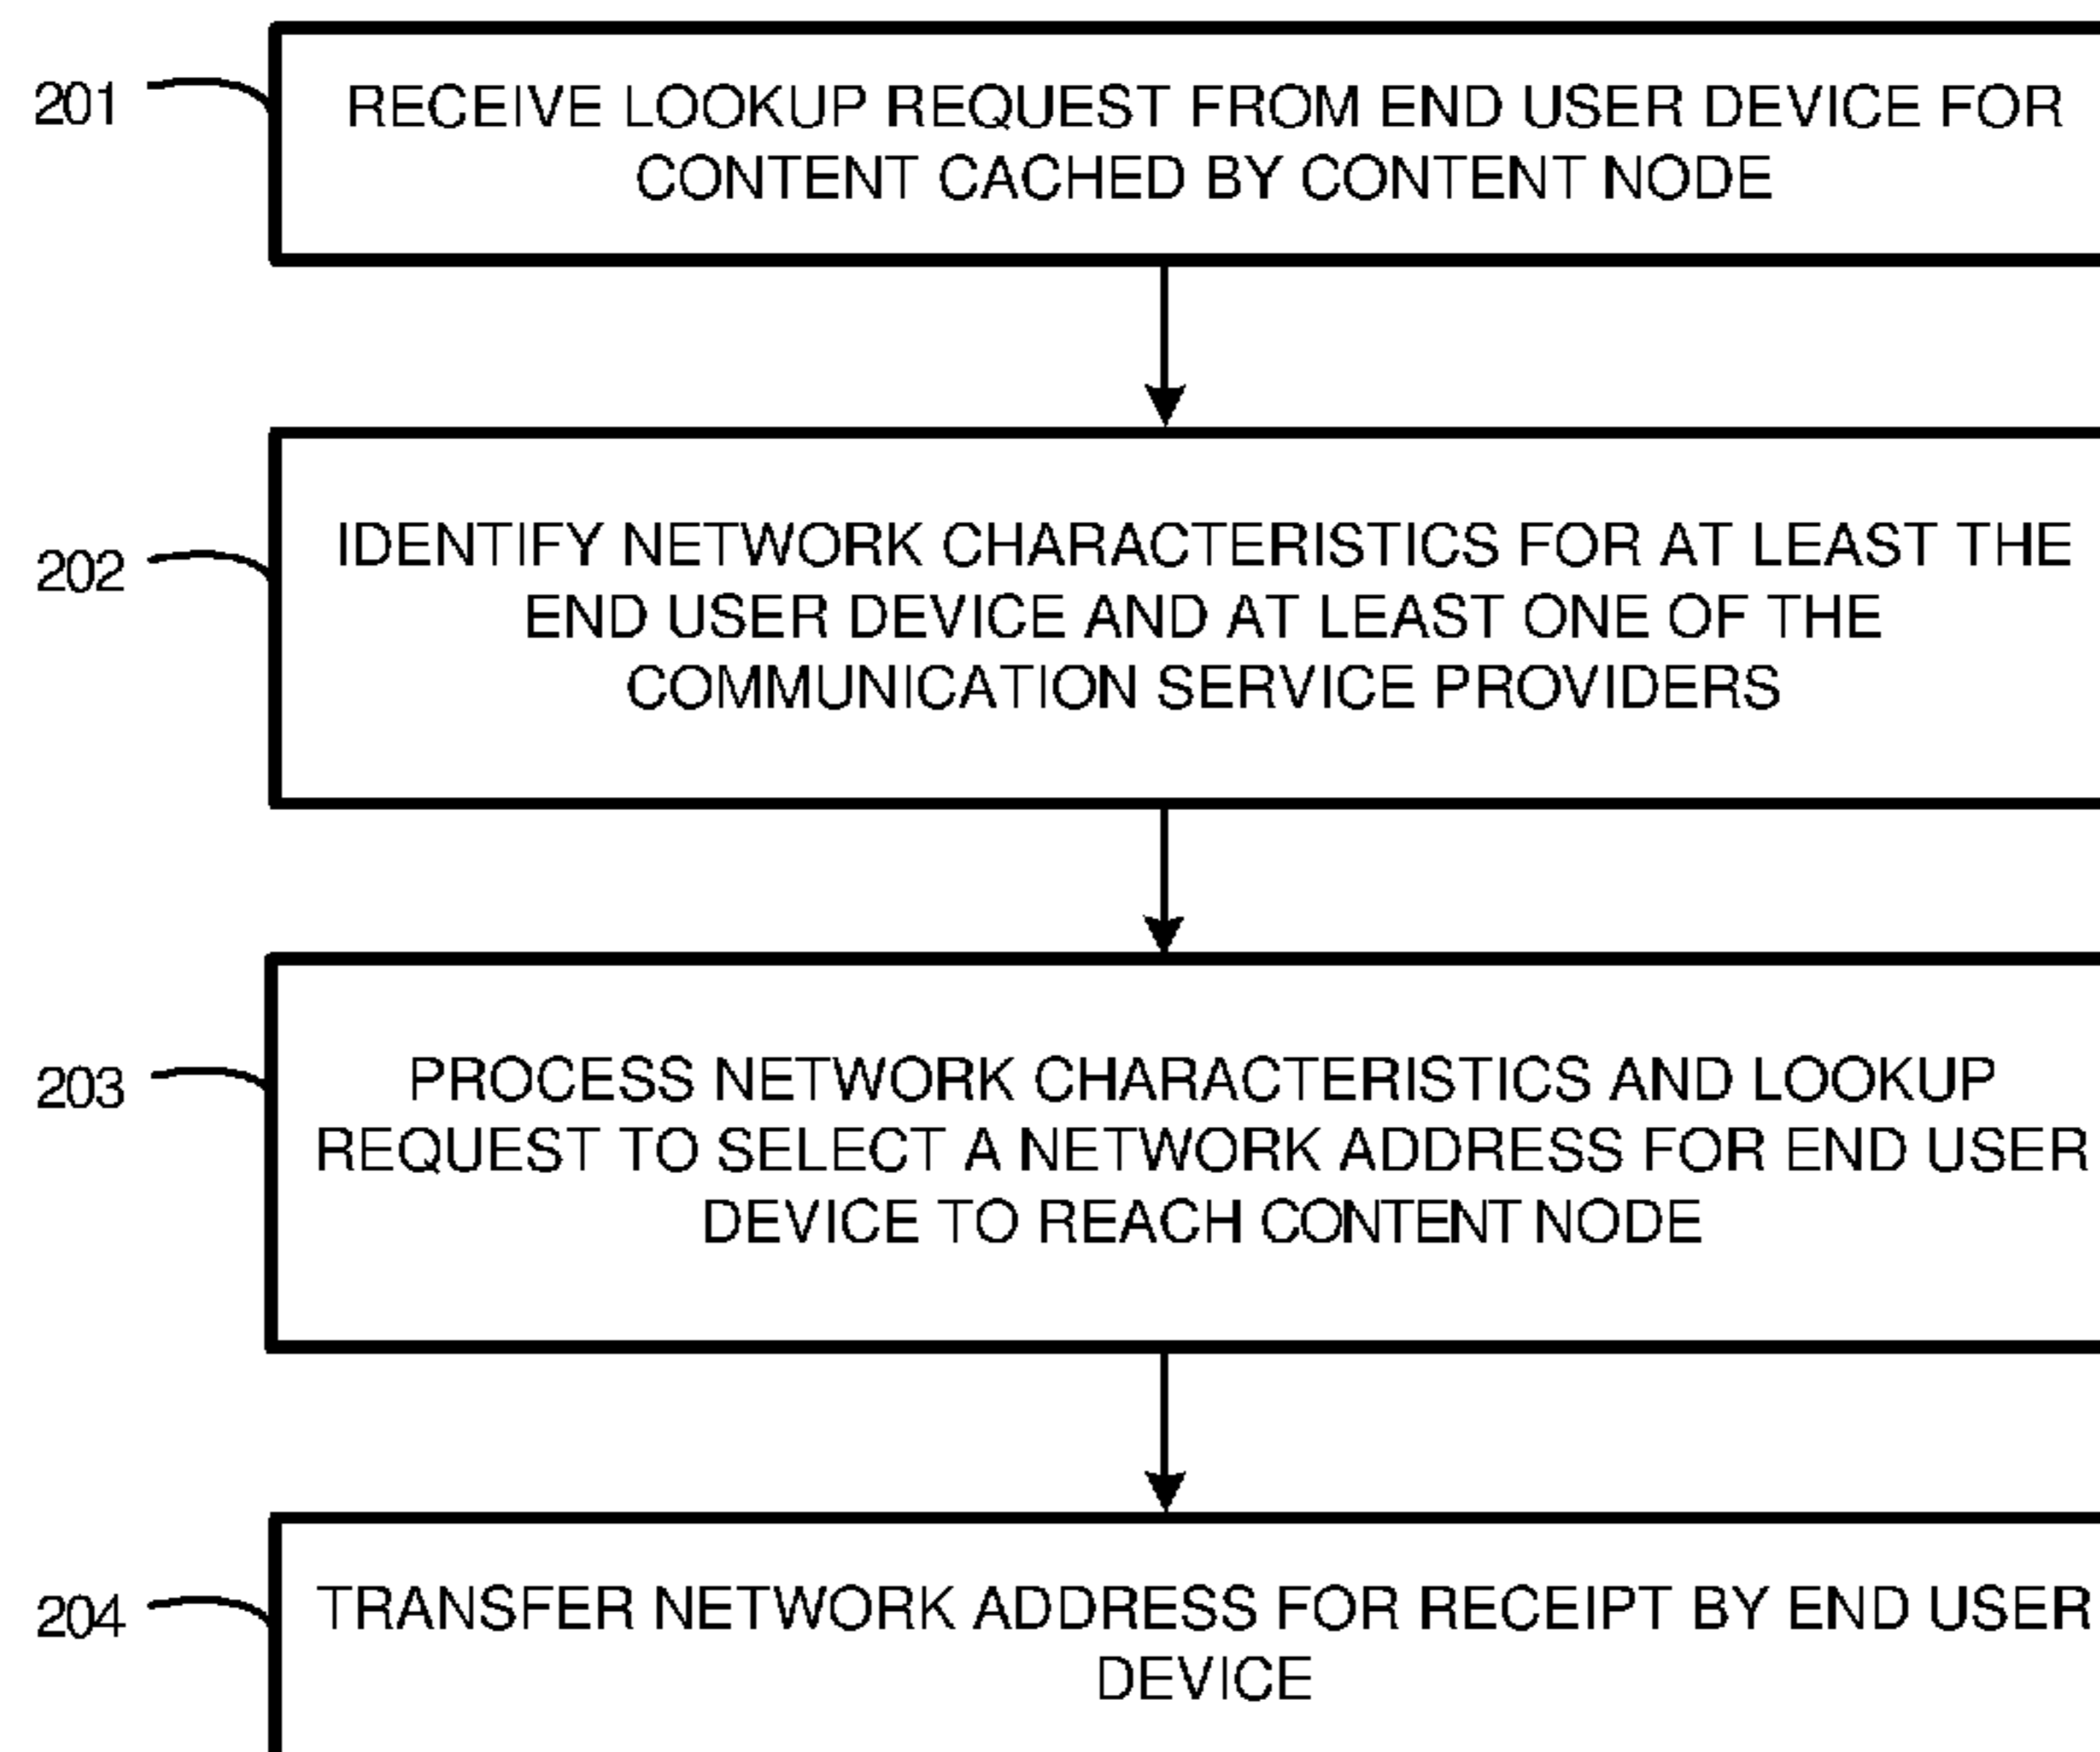 201
RECEIVE LOOKUP REQUEST FROM END USER DEVICE FOR
CONTENT CACHED BY CONTENT NODE
202
IDENTIFY NETWORK CHARACTERISTICS FOR AT LEAST THE
END USER DEVICE AND AT LEAST ONE OF THE
COMMUNICATION SERVICE PROVIDERS
203
PROCESS NETWORK CHARACTERISTICS AND LOOKUP
REQUEST TO SELECT A NETWORK ADDRESS FOR END USER
DEVICE TO REACH CONTENT NODE
204
TRANSFER NETWORK ADDRESS FOR RECEIPT BY END USER
DEVICE